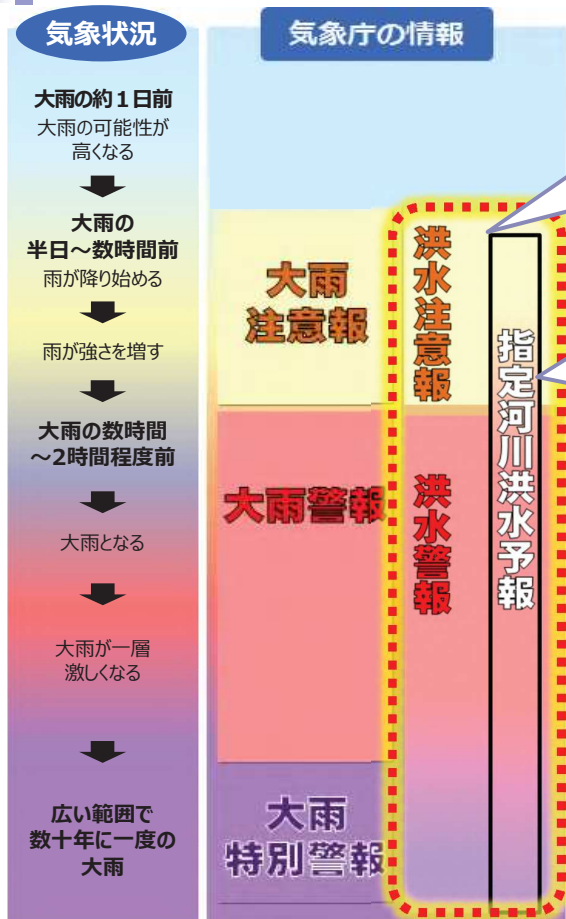 気象状況
大雨の約1日前
大雨の可能性が
高くなる
大雨の
半日～数時間前
雨が降り始める
雨が強さを増す
大雨の数時間
～2時間程度前
大雨となる
大雨が一層
激しくなる
広い範囲で
数十年に一度の
大雨
気象庁の情報
大雨
注意報
大雨警報
大雨
特別警報
洪水注意報
洪水警報
指定河川洪水予報